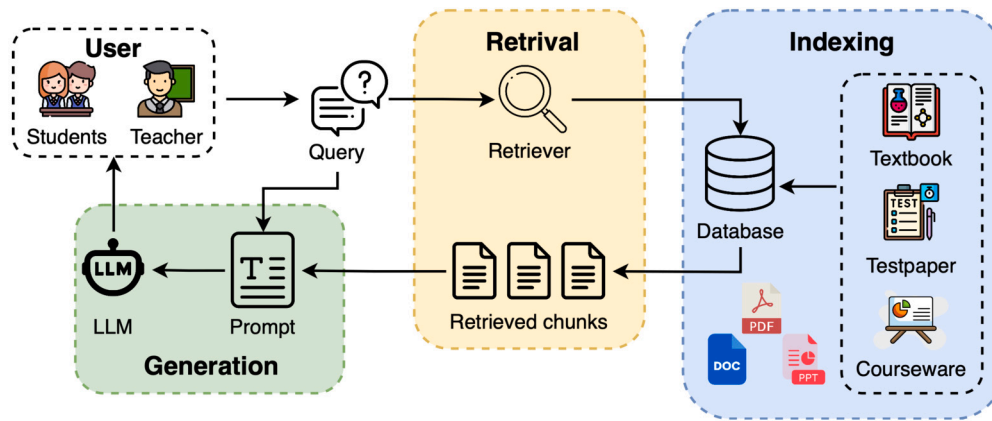 User
Students
Teacher
Query
Retrival
Retriever
Indexing
Textbook
TEST
Testpaper
Courseware
Database
PDF
DOC
PPT
Retrieved chunks
T
Prompt
LLM
LLM
Generation
?